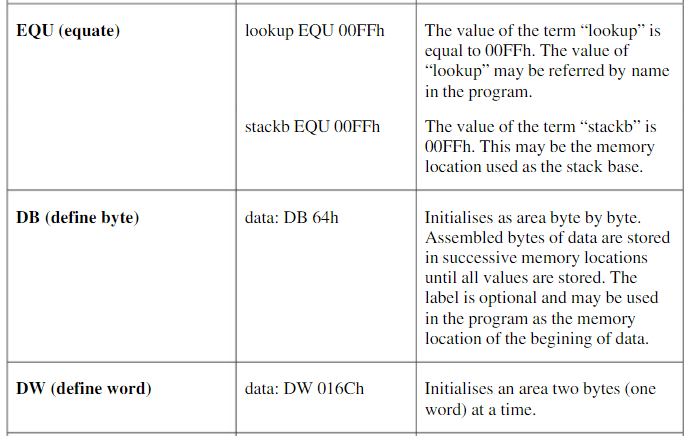 EQU (equate)
lookup EQU 00FFh
The value of the term “lookup” is
equal to 00FFh. The value of
“lookup” may be referred by name
in the program.
stackb EQU 00FFh
The value of the term “stackb” is
00FFh. This may be the memory
location used as the stack base.
DB (define byte)
data: DB 64h
Initialises as area byte by byte.
Assembled bytes of data are stored
in successive memory locations
until all values are stored. The
label is optional and may be used
in the program as the memory
location of the begining of data.
DW (define word)
data: DW 016Ch
Initialises an area two bytes (one
word) at a time.